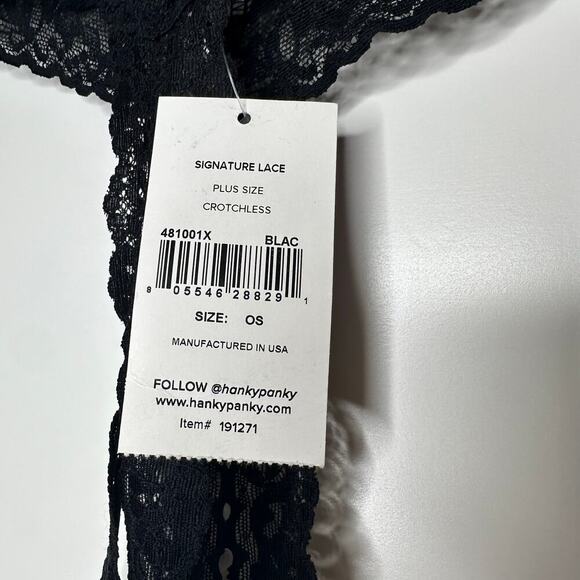 SIGNATURE LACE
PLUS SIZE
CROTCHLESS
481001X BLAC
8 05546 28829 1
SIZE: OS
MANUFACTURED IN USA
FOLLOW @hankypanky
www.hankypanky.com
Item# 191271